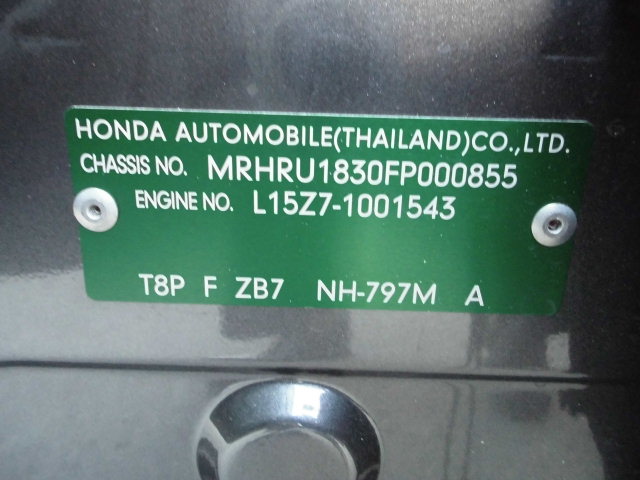 HONDA AUTOMOBILE(THAILAND)CO.,LTD.
CHASSIS NO. MRHRU1830FP000855
ENGINE NO. L15Z7-1001543
T8P F ZB7 NH-797M A